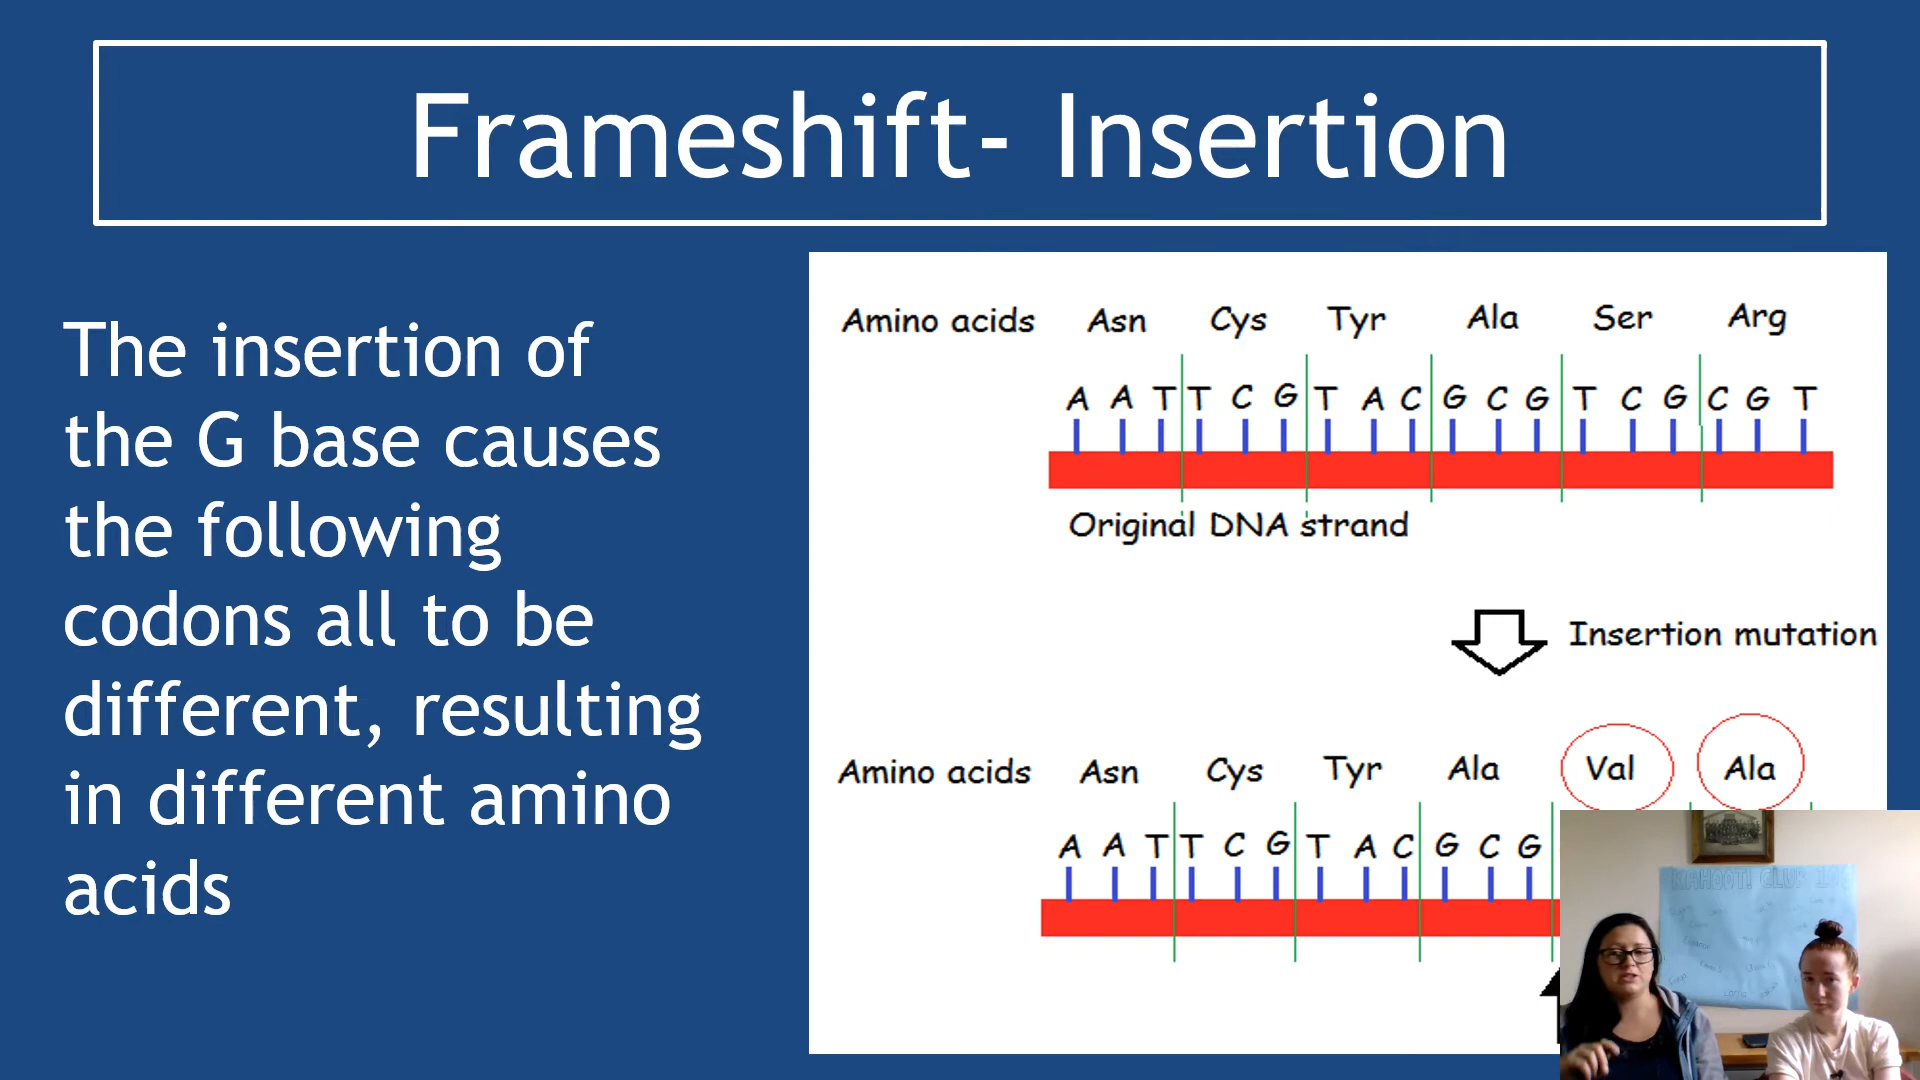 Frameshift- Insertion
The insertion of
the G base causes
the following
codons all to be
different, resulting
in different amino
acids
Amino acids Asn Cys Tyr Ala Ser Arg
A A T T C G T A C G C G T C G C G T
Original DNA strand
Insertion mutation
Amino acids Asn Cys Tyr Ala Val Ala
A A T T C G T A C G C G
KAHOOT! CLUB